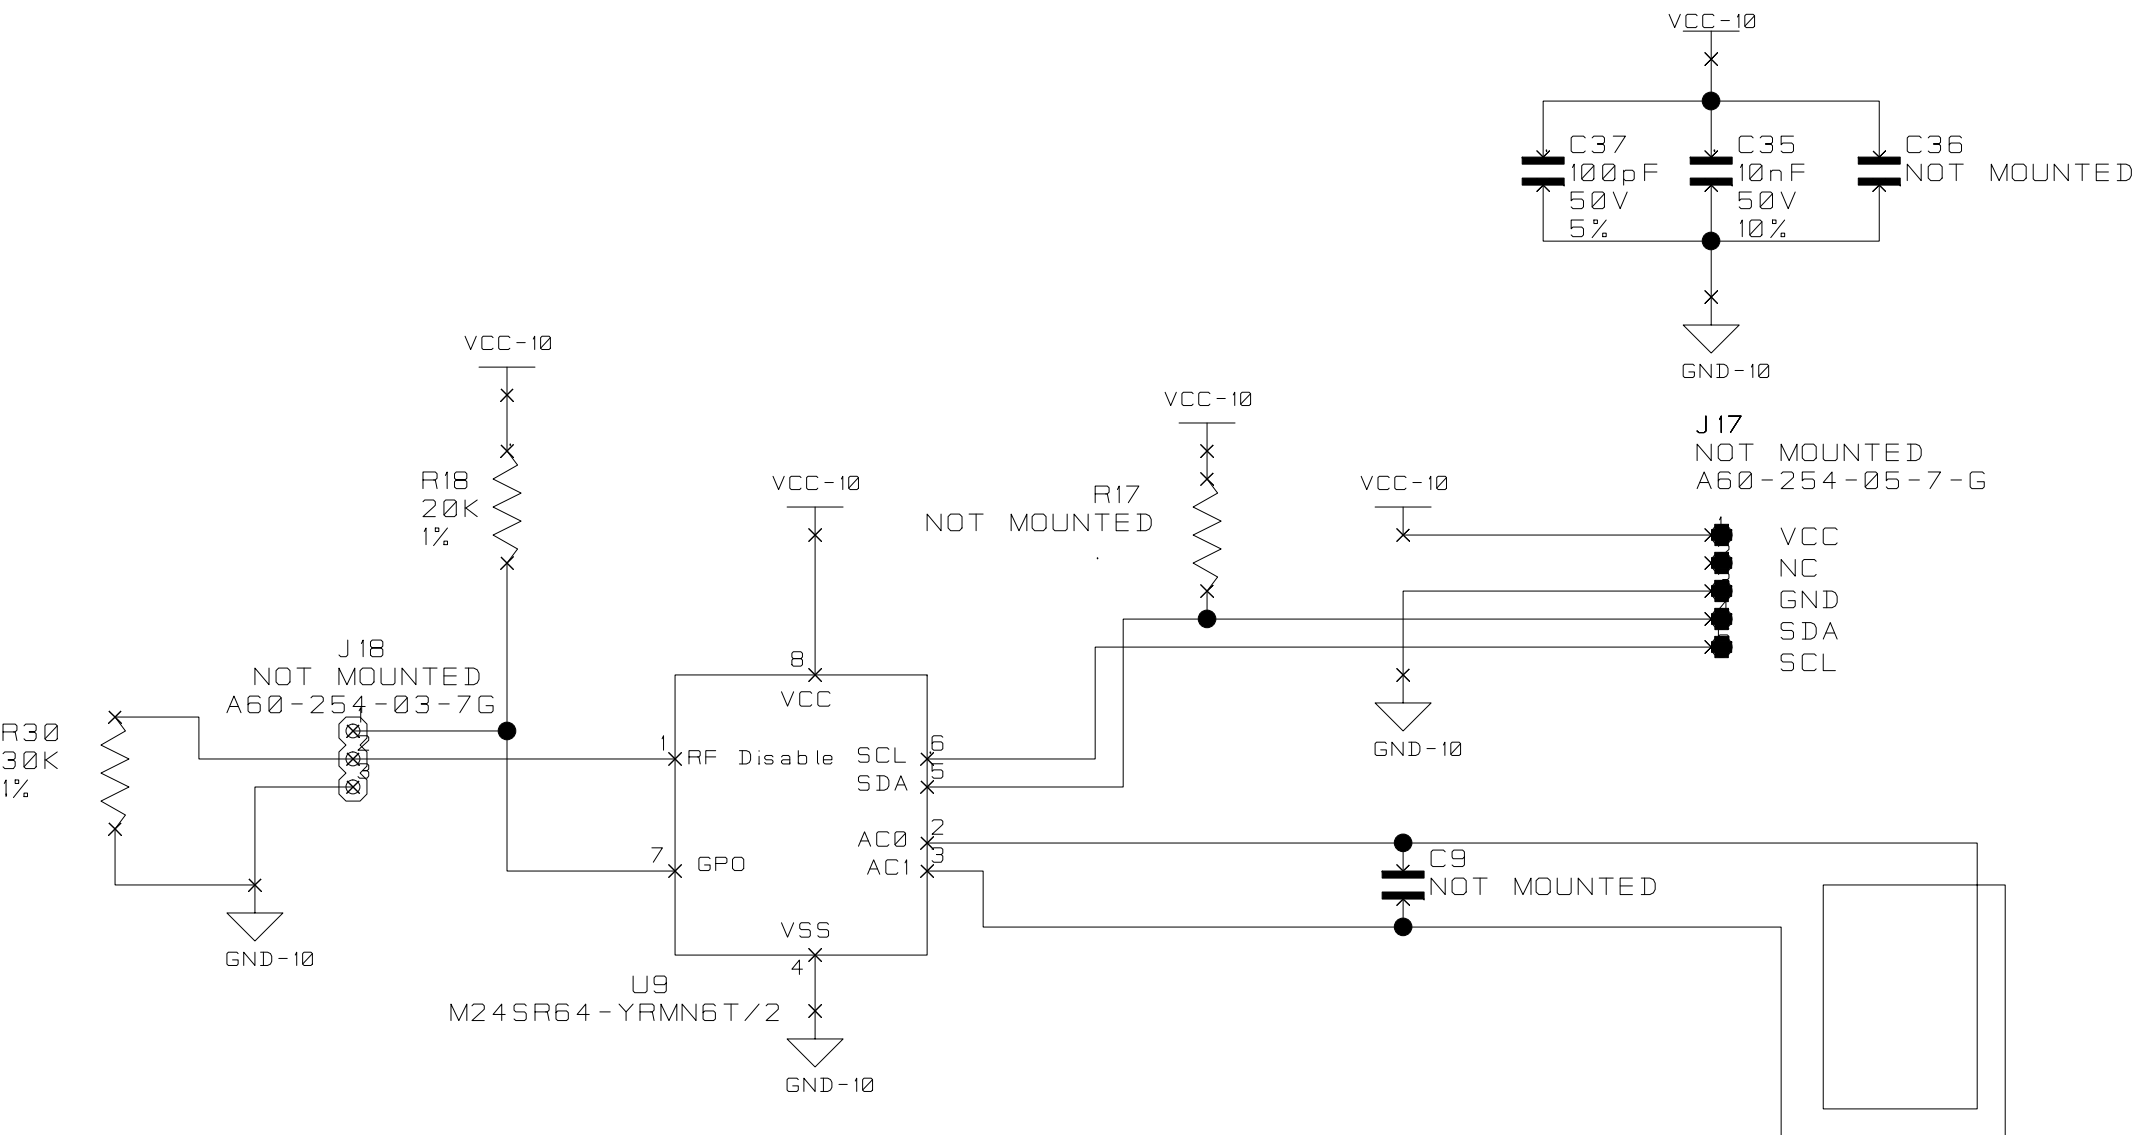 VCC-10
C37
100pF
50V
5%
C35
10nF
50V
10%
C36
NOT MOUNTED
GND-10
VCC-10
R18
20K
1%
VCC-10
VCC-10
R17
NOT MOUNTED
VCC-10
J17
NOT MOUNTED
A60-254-05-7-G
1
VCC
NC
GND
SDA
SCL
GND-10
J18
NOT MOUNTED
A60-254-03-7G
1
2
3
R30
30K
1%
GND-10
8
VCC
1
RF Disable
SCL
6
SDA
5
AC0
2
AC1
3
7
GPO
VSS
4
U9
M24SR64-YRMN6T/2
GND-10
C9
NOT MOUNTED